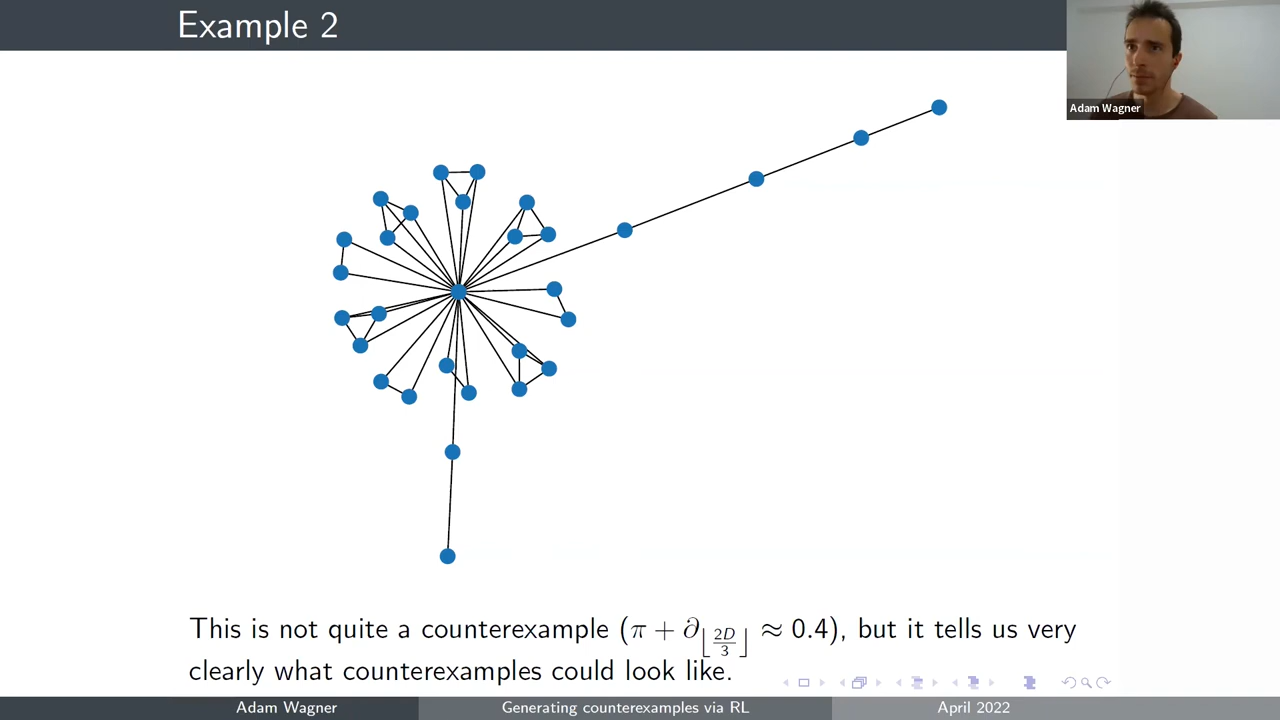 Example 2
Adam Wagner
This is not quite a counterexample (π + ∂⌊2D/3⌋ ≈ 0.4), but it tells us very
clearly what counterexamples could look like.
Adam Wagner
Generating counterexamples via RL
April 2022